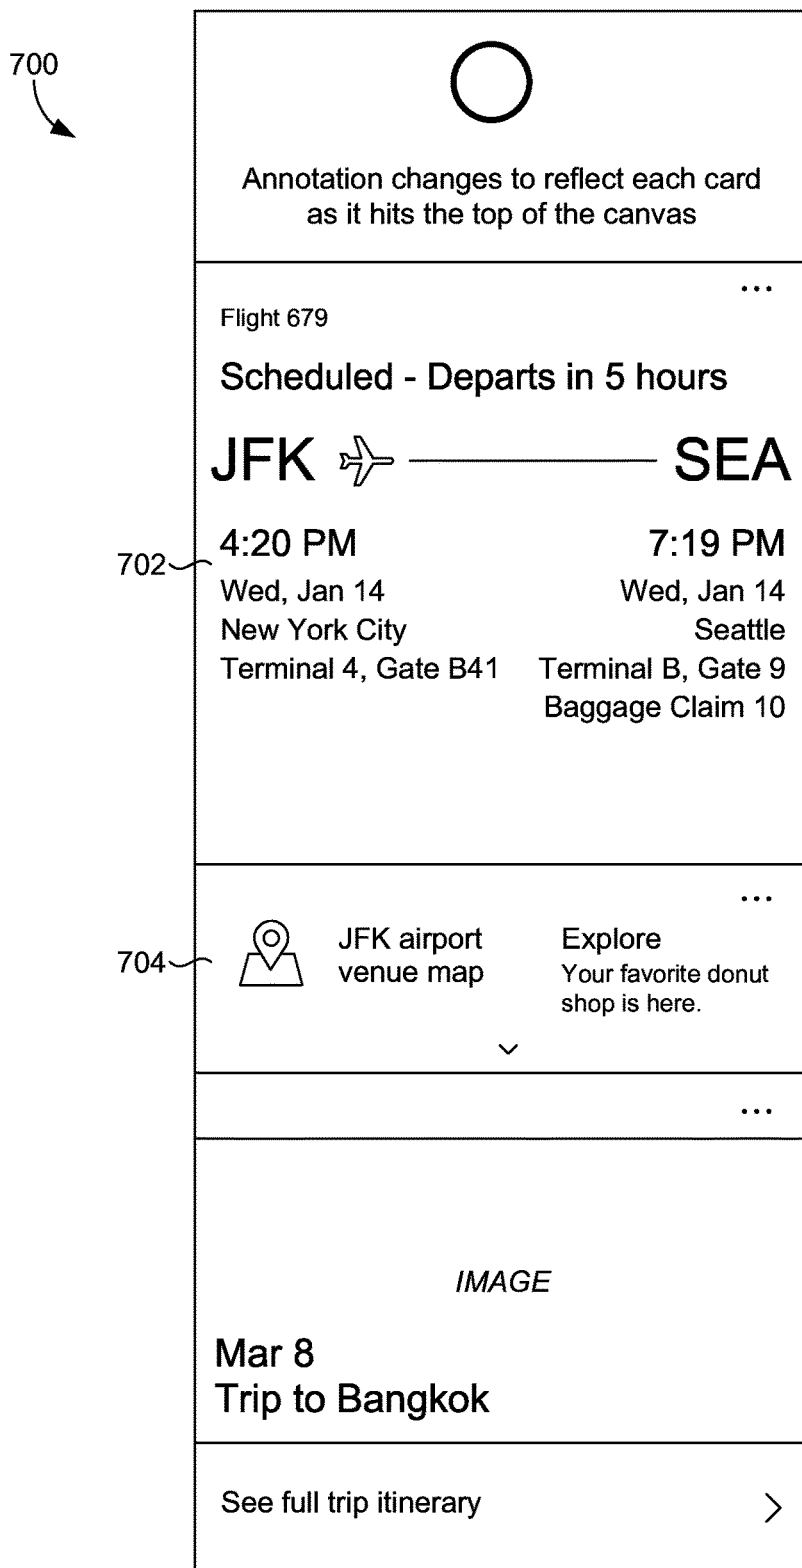 700
Annotation changes to reflect each card
as it hits the top of the canvas
...
Flight 679
Scheduled - Departs in 5 hours
JFK SEA
702
4:20 PM 7:19 PM
Wed, Jan 14 Wed, Jan 14
New York City Seattle
Terminal 4, Gate B41 Terminal B, Gate 9
Baggage Claim 10
...
704
JFK airport
venue map
Explore
Your favorite donut
shop is here.
...
IMAGE
Mar 8
Trip to Bangkok
See full trip itinerary